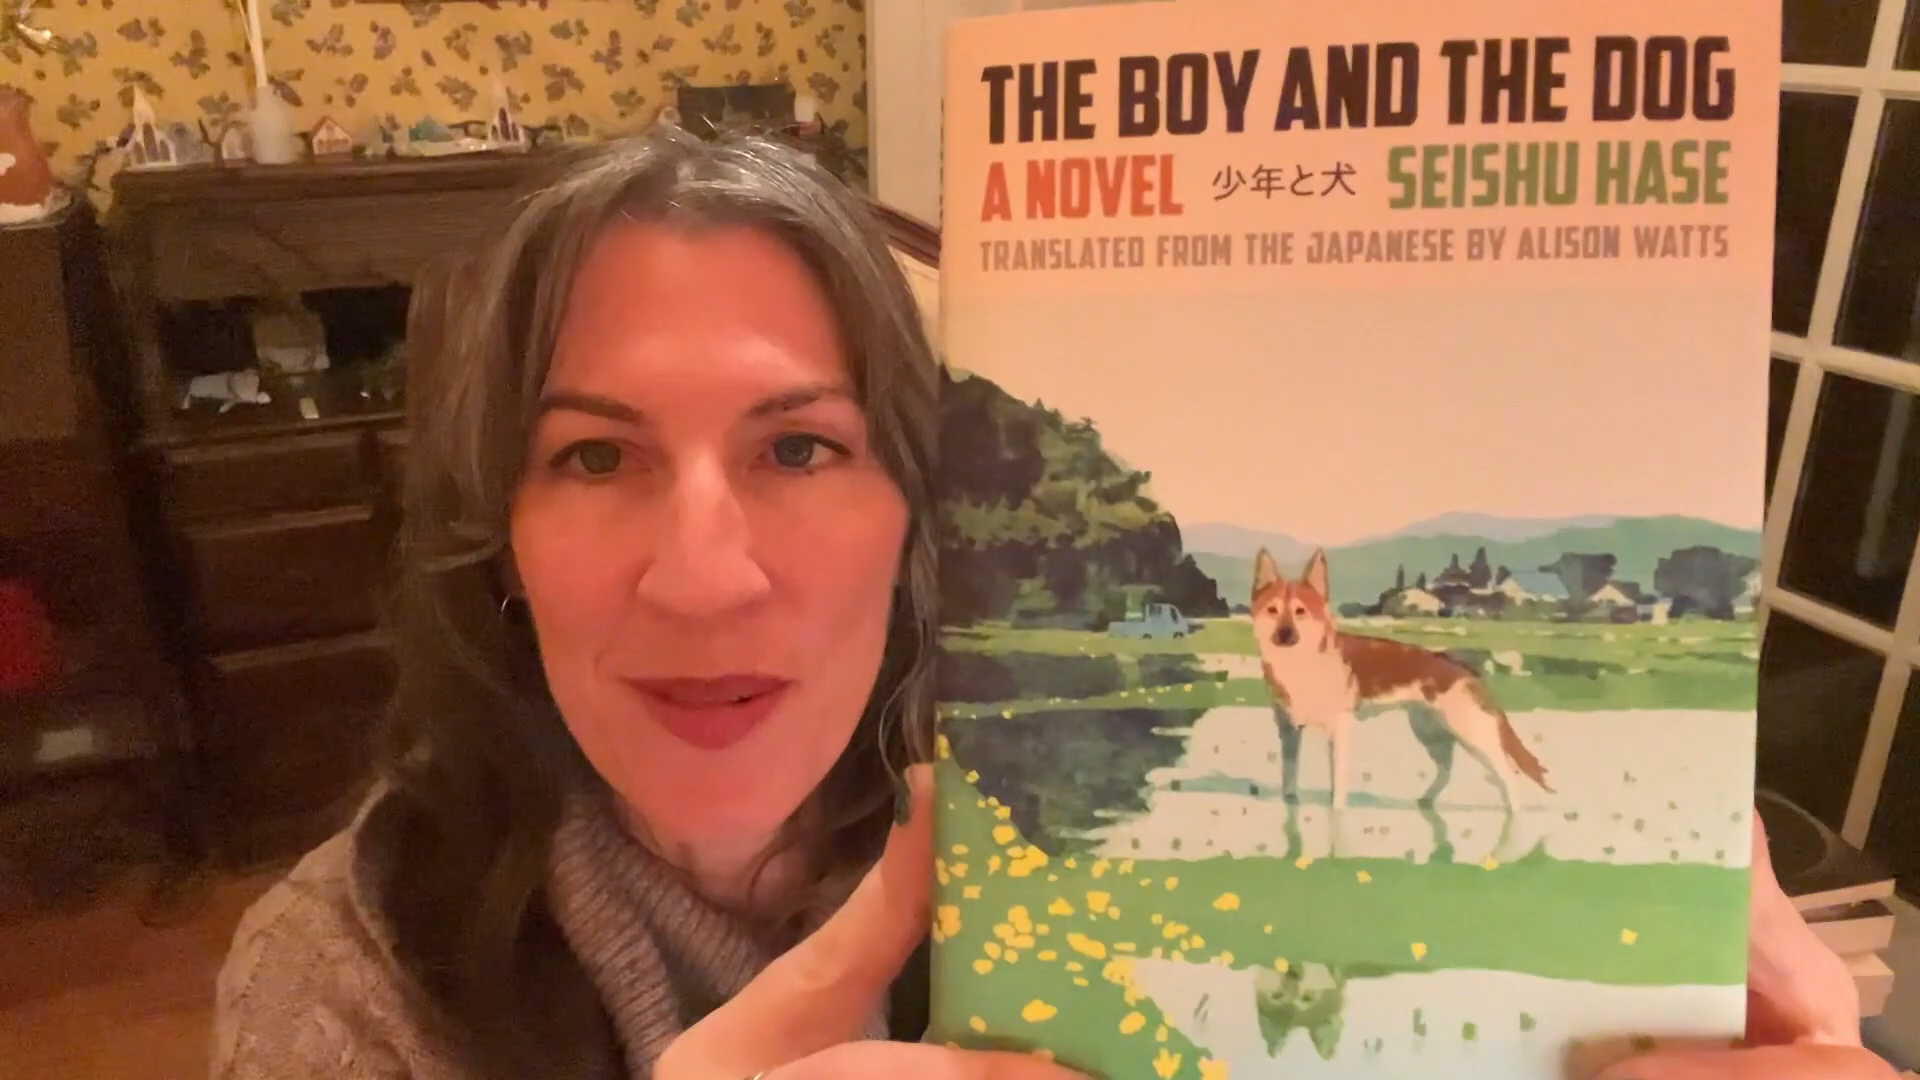 THE BOY AND THE DOG
A NOVEL 少年と犬 SEISHU HASE
TRANSLATED FROM THE JAPANESE BY ALISON WATTS